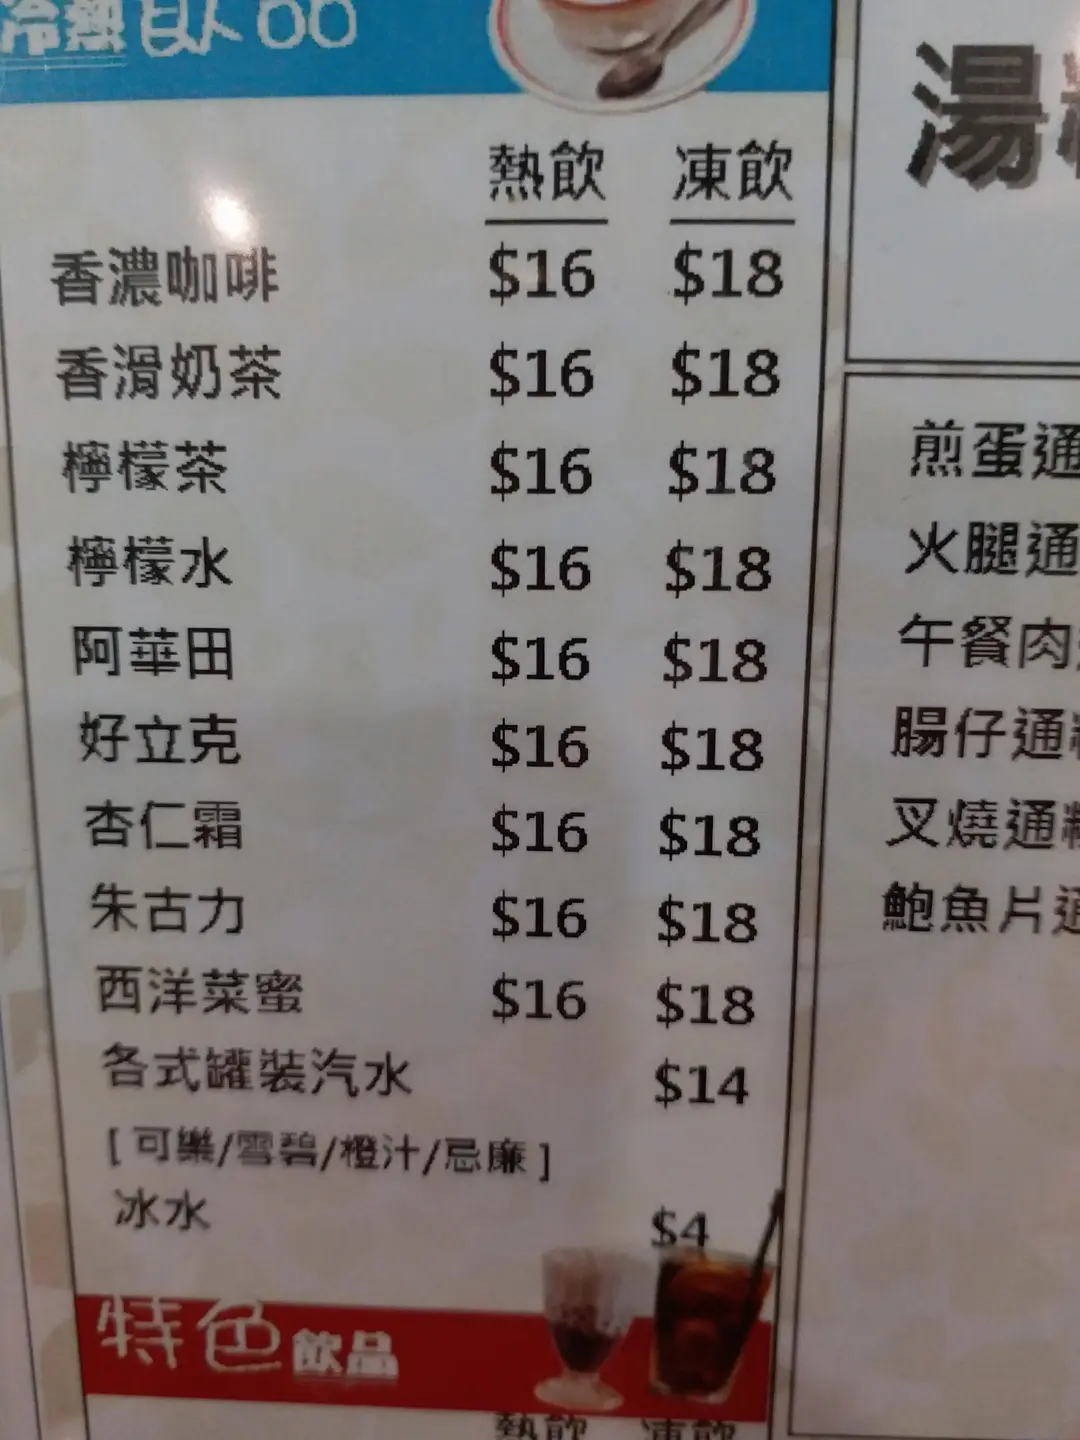 冷熱飲品
熱飲 凍飲
香濃咖啡 $16 $18
香滑奶茶 $16 $18
檸檬茶 $16 $18
檸檬水 $16 $18
阿華田 $16 $18
好立克 $16 $18
杏仁霜 $16 $18
朱古力 $16 $18
西洋菜蜜 $16 $18
各式罐裝汽水 $14
[ 可樂/雪碧/橙汁/忌廉 ]
冰水 $4
特色飲品
熱飲 凍飲
湯
煎蛋通
火腿通
午餐肉
腸仔通
叉燒通
鮑魚片通